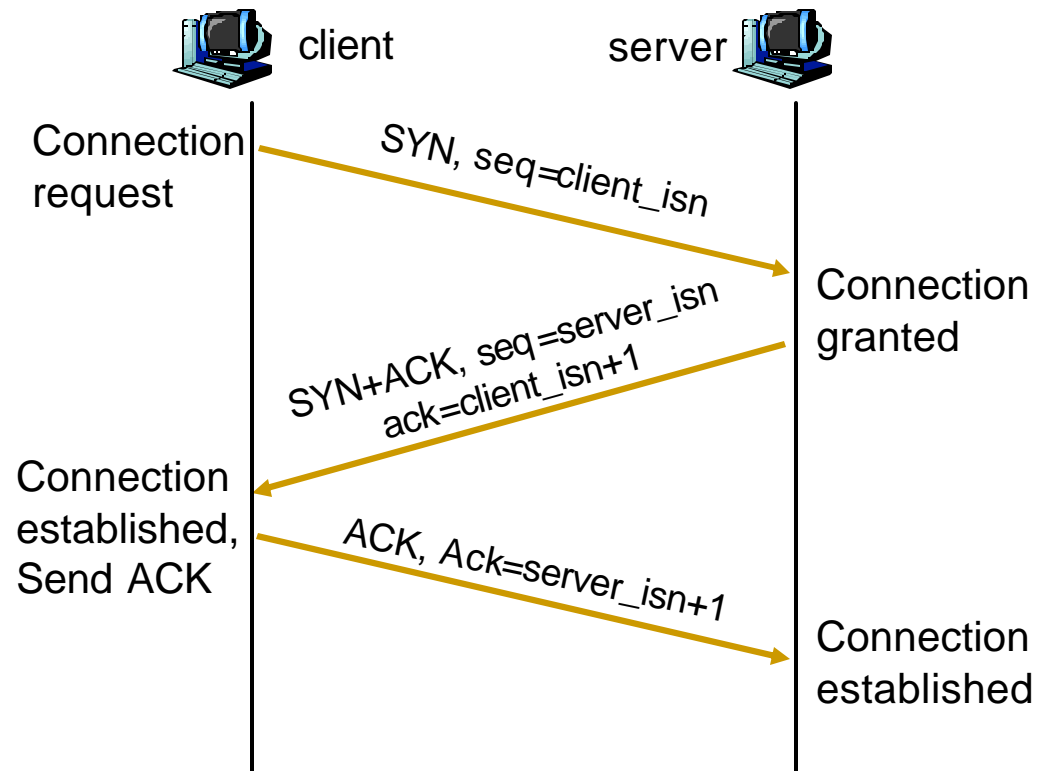 client
server
Connection
request
SYN, seq=client_isn
Connection
granted
SYN+ACK, seq=server_isn
ack=client_isn+1
Connection
established,
Send ACK
ACK, Ack=server_isn+1
Connection
established